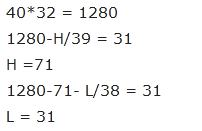 40*32 = 1280
1280-H/39 = 31
H =71
1280-71- L/38 = 31
L = 31